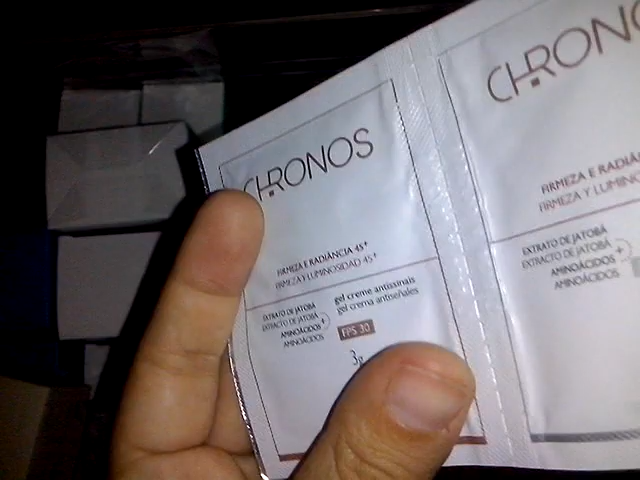 CHRONOS
FIRMEZA E RADIÂNCIA 45+
FIRMEZA Y LUMINOSIDAD 45+
EXTRATO DE JATOBÁ
EXTRACTO DE JATOBÁ
+
AMINOÁCIDOS
AMINOÁCIDOS
gel creme antissinais
gel crema antiseñales
FPS 30
3g
CHRONO
FIRMEZA E RADIÂ
FIRMEZA Y LUMINO
EXTRATO DE JATOBÁ
EXTRACTO DE JATOBÁ
+
AMINOÁCIDOS
AMINOÁCIDOS